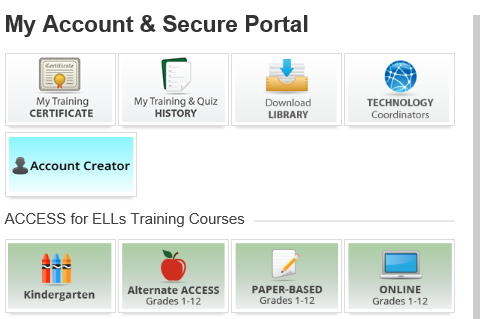 My Account & Secure Portal
Certificate
My Training
CERTIFICATE
My Training & Quiz
HISTORY
Download
LIBRARY
TECHNOLOGY
Coordinators
Account Creator
ACCESS for ELLs Training Courses
Kindergarten
Alternate ACCESS
Grades 1-12
PAPER-BASED
Grades 1-12
ONLINE
Grades 1-12